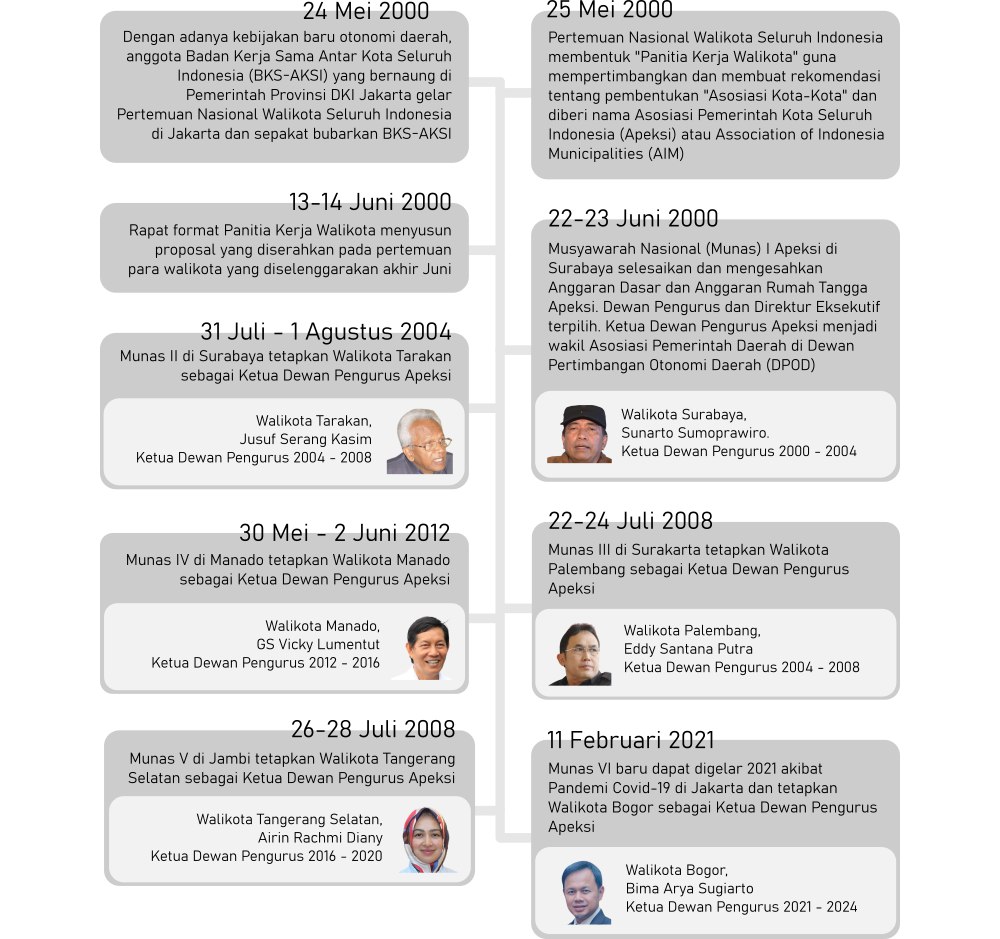 24 Mei 2000
Dengan adanya kebijakan baru otonomi daerah,
anggota Badan Kerja Sama Antar Kota Seluruh
Indonesia (BKS-AKSI) yang bernaung di
Pemerintah Provinsi DKI Jakarta gelar
Pertemuan Nasional Walikota Seluruh Indonesia
di Jakarta dan sepakat bubarkan BKS-AKSI
25 Mei 2000
Pertemuan Nasional Walikota Seluruh Indonesia
membentuk "Panitia Kerja Walikota" guna
mempertimbangkan dan membuat rekomendasi
tentang pembentukan "Asosiasi Kota-Kota" dan
diberi nama Asosiasi Pemerintah Kota Seluruh
Indonesia (Apeksi) atau Association of Indonesia
Municipalities (AIM)
13-14 Juni 2000
Rapat format Panitia Kerja Walikota menyusun
proposal yang diserahkan pada pertemuan
para walikota yang diselenggarakan akhir Juni
22-23 Juni 2000
Musyawarah Nasional (Munas) I Apeksi di
Surabaya selesaikan dan mengesahkan
Anggaran Dasar dan Anggaran Rumah Tangga
Apeksi. Dewan Pengurus dan Direktur Eksekutif
terpilih. Ketua Dewan Pengurus Apeksi menjadi
wakil Asosiasi Pemerintah Daerah di Dewan
Pertimbangan Otonomi Daerah (DPOD)
Walikota Surabaya,
Sunarto Sumoprawiro.
Ketua Dewan Pengurus 2000 - 2004
31 Juli - 1 Agustus 2004
Munas II di Surabaya tetapkan Walikota Tarakan
sebagai Ketua Dewan Pengurus Apeksi
Walikota Tarakan,
Jusuf Serang Kasim
Ketua Dewan Pengurus 2004 - 2008
22-24 Juli 2008
Munas III di Surakarta tetapkan Walikota
Palembang sebagai Ketua Dewan Pengurus
Apeksi
Walikota Palembang,
Eddy Santana Putra
Ketua Dewan Pengurus 2004 - 2008
30 Mei - 2 Juni 2012
Munas IV di Manado tetapkan Walikota Manado
sebagai Ketua Dewan Pengurus Apeksi
Walikota Manado,
GS Vicky Lumentut
Ketua Dewan Pengurus 2012 - 2016
26-28 Juli 2008
Munas V di Jambi tetapkan Walikota Tangerang
Selatan sebagai Ketua Dewan Pengurus Apeksi
Walikota Tangerang Selatan,
Airin Rachmi Diany
Ketua Dewan Pengurus 2016 - 2020
11 Februari 2021
Munas VI baru dapat digelar 2021 akibat
Pandemi Covid-19 di Jakarta dan tetapkan
Walikota Bogor sebagai Ketua Dewan Pengurus
Apeksi
Walikota Bogor,
Bima Arya Sugiarto
Ketua Dewan Pengurus 2021 - 2024